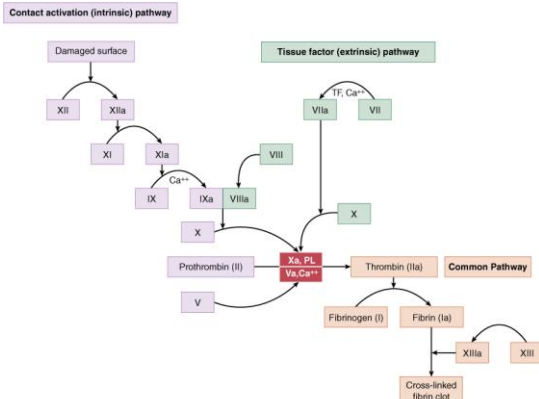 Contact activation (intrinsic) pathway
Damaged surface
Tissue factor (extrinsic) pathway
TF, Ca++
XII
XIIa
VIIa
VII
XI
XIa
VIII
Ca++
IX
IXa
VIIIa
X
X
Prothrombin (II)
Xa, PL
Va,Ca++
Thrombin (IIa)
Common Pathway
V
Fibrinogen (I)
Fibrin (Ia)
XIIIa
XIII
Cross-linked
fibrin clot